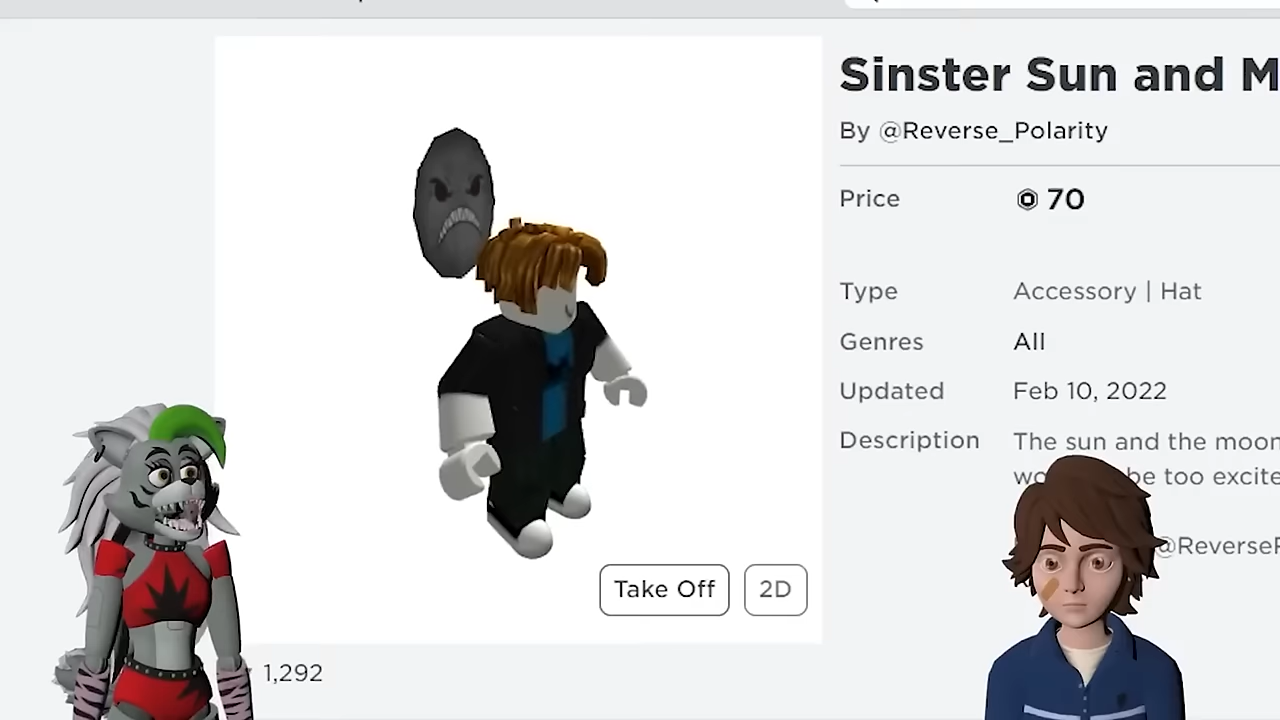 Sinster Sun and M
By @Reverse_Polarity
Price 70
Type Accessory | Hat
Genres All
Updated Feb 10, 2022
Description The sun and the moon
be too excite
@ReverseP
Take Off 2D
1,292